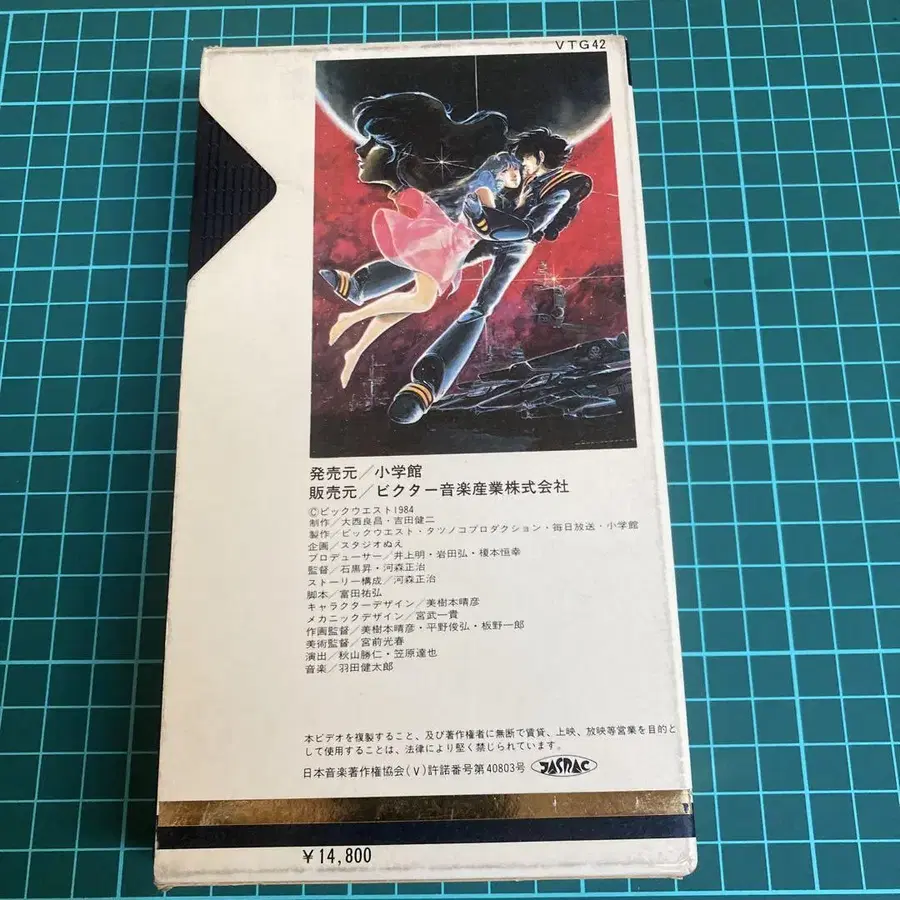 VTG42
発売元／小学館
販売元／ビクター音楽産業株式会社
©ビックウエスト1984
制作／大西良昌・吉田健二
製作／ビックウエスト・タツノコプロダクション・毎日放送・小学館
企画／スタジオぬえ
プロデューサー／井上明・岩田弘・榎本恒幸
監督／石黒昇・河森正治
ストーリー構成／河森正治
脚本／富田祐弘
キャラクターデザイン／美樹本晴彦
メカニックデザイン／宮武一貴
作画監督／美樹本晴彦・平野俊弘・板野一郎
美術監督／宮前光春
演出／秋山勝仁・笠原達也
音楽／羽田健太郎
本ビデオを複製すること、及び著作権者に無断で賃貸、上映、放映等営業を目的と
して使用することは、法律により堅く禁じられています。
日本音楽著作権協会(V)許諾番号第40803号 JASRAC
¥14,800